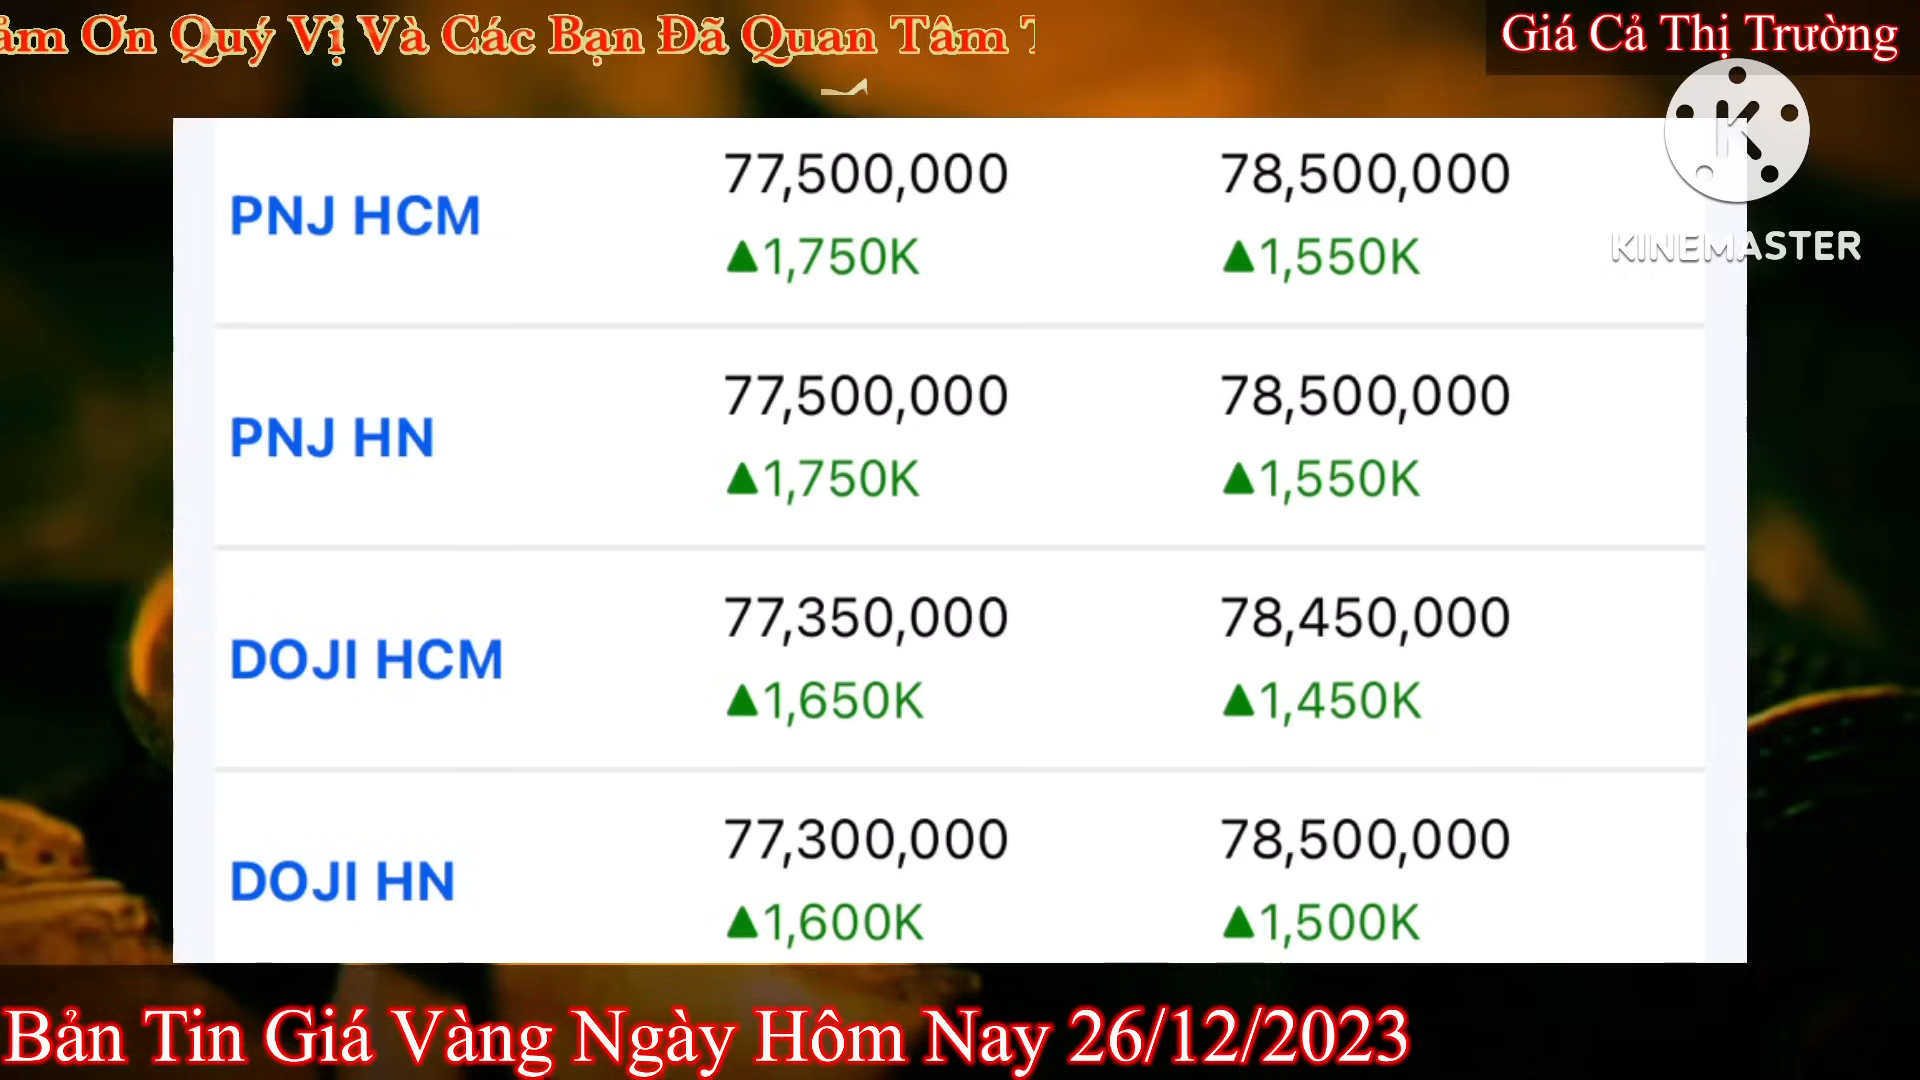 ảm Ơn Quý Vị Và Các Bạn Đã Quan Tâm
Giá Cả Thị Trường
KINEMASTER
PNJ HCM 77,500,000 78,500,000
▲1,750K ▲1,550K
PNJ HN 77,500,000 78,500,000
▲1,750K ▲1,550K
DOJI HCM 77,350,000 78,450,000
▲1,650K ▲1,450K
DOJI HN 77,300,000 78,500,000
▲1,600K ▲1,500K
Bản Tin Giá Vàng Ngày Hôm Nay 26/12/2023